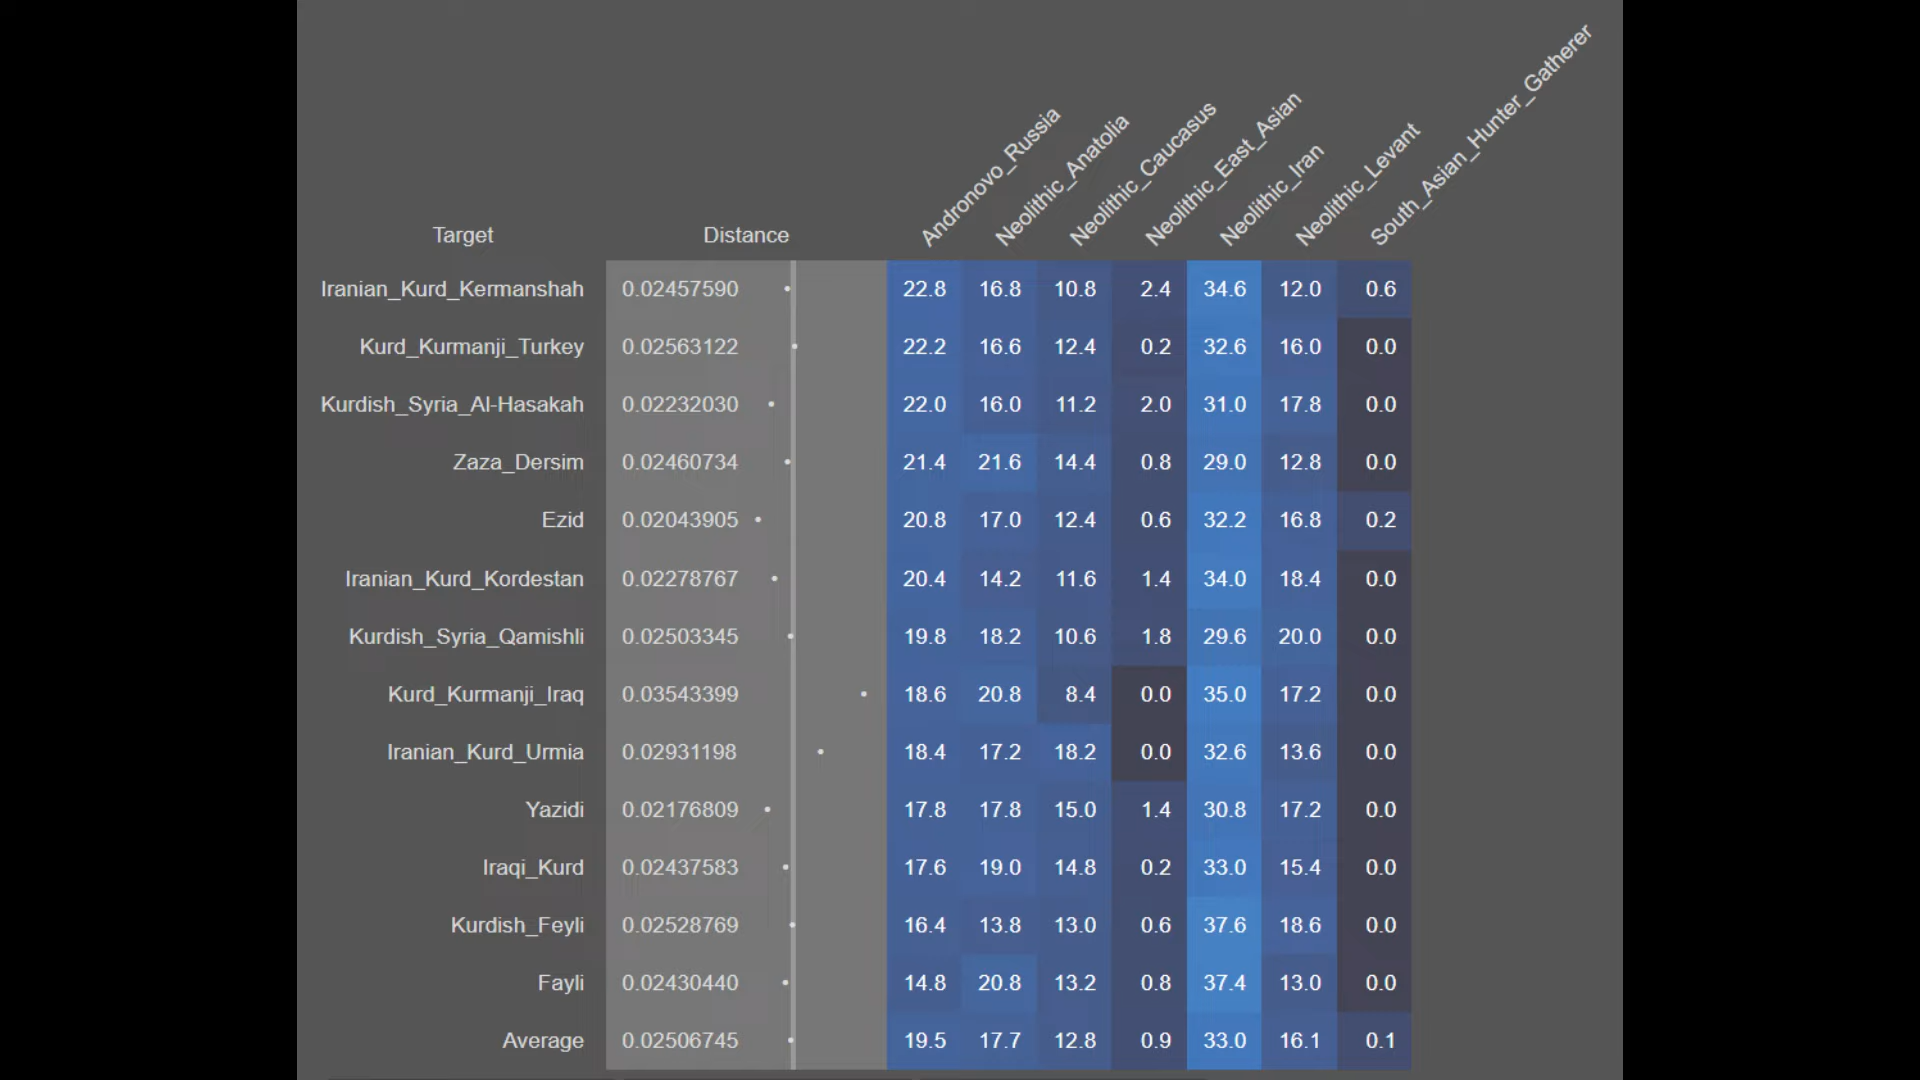 Target Distance Andronovo_Russia Neolithic_Anatolia Neolithic_Caucasus Neolithic_East_Asian Neolithic_Iran Neolithic_Levant South_Asian_Hunter_Gatherer
Iranian_Kurd_Kermanshah 0.02457590 22.8 16.8 10.8 2.4 34.6 12.0 0.6
Kurd_Kurmanji_Turkey 0.02563122 22.2 16.6 12.4 0.2 32.6 16.0 0.0
Kurdish_Syria_Al-Hasakah 0.02232030 22.0 16.0 11.2 2.0 31.0 17.8 0.0
Zaza_Dersim 0.02460734 21.4 21.6 14.4 0.8 29.0 12.8 0.0
Ezid 0.02043905 20.8 17.0 12.4 0.6 32.2 16.8 0.2
Iranian_Kurd_Kordestan 0.02278767 20.4 14.2 11.6 1.4 34.0 18.4 0.0
Kurdish_Syria_Qamishli 0.02503345 19.8 18.2 10.6 1.8 29.6 20.0 0.0
Kurd_Kurmanji_Iraq 0.03543399 18.6 20.8 8.4 0.0 35.0 17.2 0.0
Iranian_Kurd_Urmia 0.02931198 18.4 17.2 18.2 0.0 32.6 13.6 0.0
Yazidi 0.02176809 17.8 17.8 15.0 1.4 30.8 17.2 0.0
Iraqi_Kurd 0.02437583 17.6 19.0 14.8 0.2 33.0 15.4 0.0
Kurdish_Feyli 0.02528769 16.4 13.8 13.0 0.6 37.6 18.6 0.0
Fayli 0.02430440 14.8 20.8 13.2 0.8 37.4 13.0 0.0
Average 0.02506745 19.5 17.7 12.8 0.9 33.0 16.1 0.1